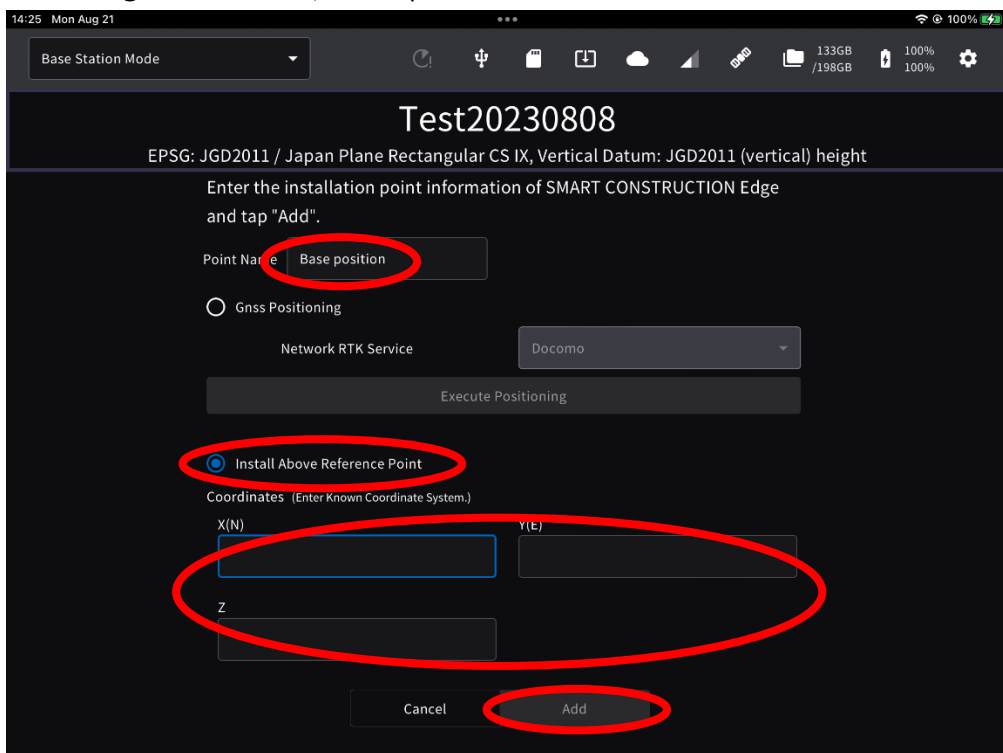 14:25 Mon Aug 21
100%
Base Station Mode
133GB
/198GB
100%
100%
Test20230808
EPSG: JGD2011 / Japan Plane Rectangular CS IX, Vertical Datum: JGD2011 (vertical) height
Enter the installation point information of SMART CONSTRUCTION Edge
and tap "Add".
Point Name Base position
Gnss Positioning
Network RTK Service Docomo
Execute Positioning
Install Above Reference Point
Coordinates (Enter Known Coordinate System.)
X(N) Y(E)
Z
Cancel Add